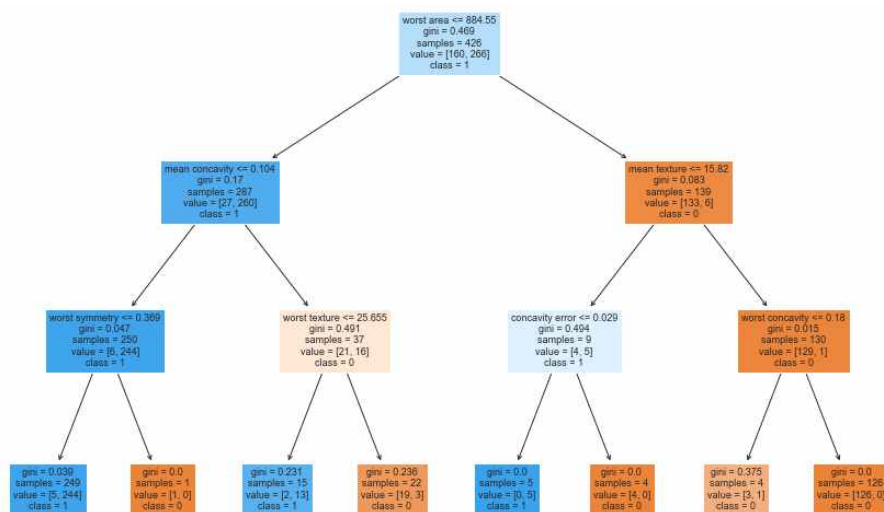 worst area <= 884.55
gini = 0.469
samples = 426
value = [160, 266]
class = 1
mean concavity <= 0.104
gini = 0.17
samples = 287
value = [27, 260]
class = 1
mean texture <= 15.82
gini = 0.083
samples = 139
value = [133, 6]
class = 0
worst symmetry <= 0.369
gini = 0.047
samples = 250
value = [6, 244]
class = 1
worst texture <= 25.655
gini = 0.491
samples = 37
value = [21, 16]
class = 0
concavity error <= 0.029
gini = 0.494
samples = 9
value = [4, 5]
class = 1
worst concavity <= 0.18
gini = 0.015
samples = 130
value = [129, 1]
class = 0
gini = 0.039
samples = 249
value = [5, 244]
class = 1
gini = 0.0
samples = 1
value = [1, 0]
class = 0
gini = 0.231
samples = 15
value = [2, 13]
class = 1
gini = 0.236
samples = 22
value = [19, 3]
class = 0
gini = 0.0
samples = 5
value = [0, 5]
class = 1
gini = 0.0
samples = 4
value = [4, 0]
class = 0
gini = 0.375
samples = 4
value = [3, 1]
class = 0
gini = 0.0
samples = 126
value = [126, 0]
class = 0